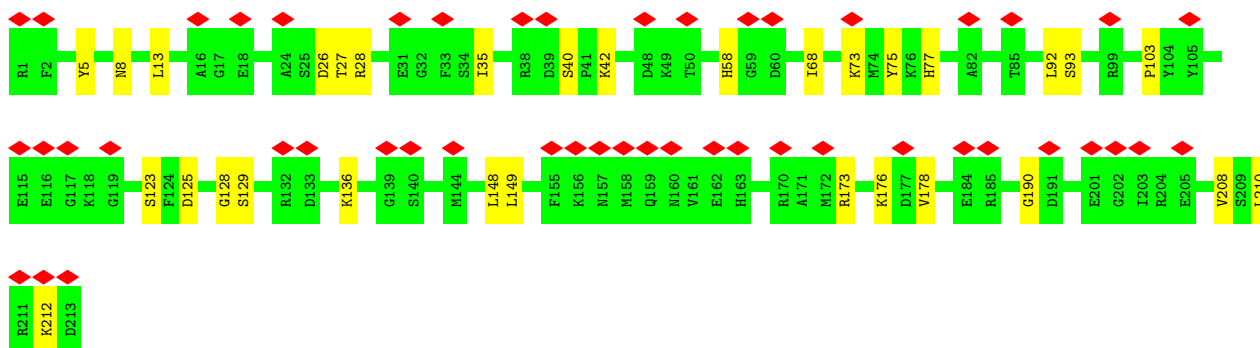 R1 F2 Y5 N8 L13 A16 G17 E18 A24 S25 D26 T27 R28 E31 G32 F33 S34 I35 R38 D39 S40 P41 K42 D48 K49 T50 H58 G59 D60 I68 K73 M74 Y75 K76 H77 A82 T85 L92 S93 R99 P103 Y104 Y105
E115 E116 G117 K118 G119 S123 F124 D125 G128 S129 R132 D133 K136 G139 S140 M144 L148 L149 F155 K156 N157 M158 Q159 N160 V161 E162 H163 R170 A171 M172 R173 K176 D177 V178 E184 R185 G190 D191 E201 G202 I203 R204 E205 V208 S209 L210
R211 K212 D213